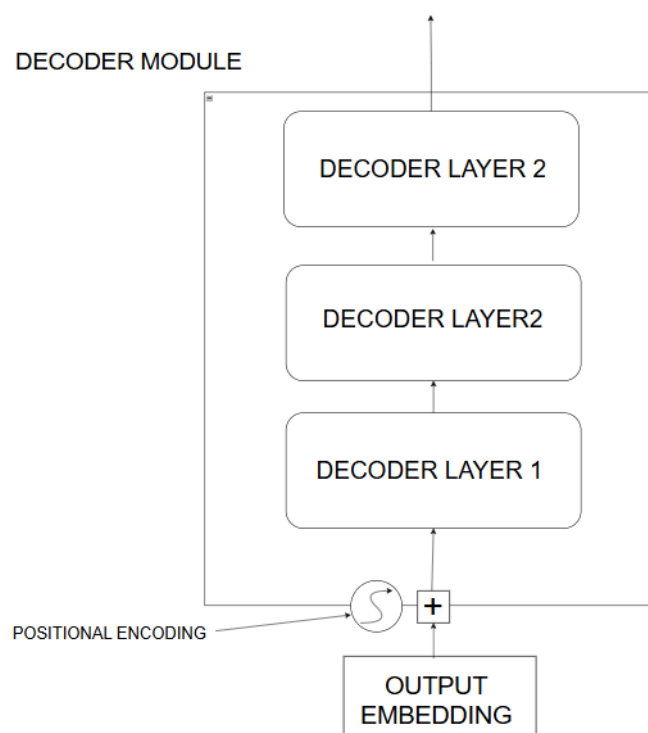 DECODER MODULE
DECODER LAYER 2
DECODER LAYER2
DECODER LAYER 1
+
POSITIONAL ENCODING
OUTPUT
EMBEDDING